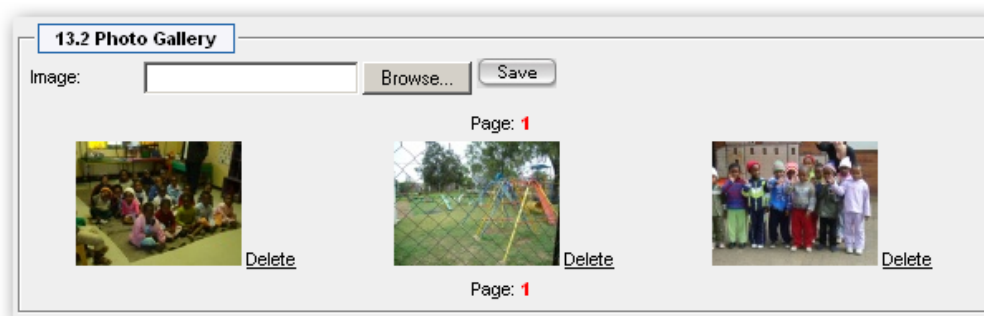 13.2 Photo Gallery
Image: Browse... Save
Page: 1
Delete Delete Delete
Page: 1